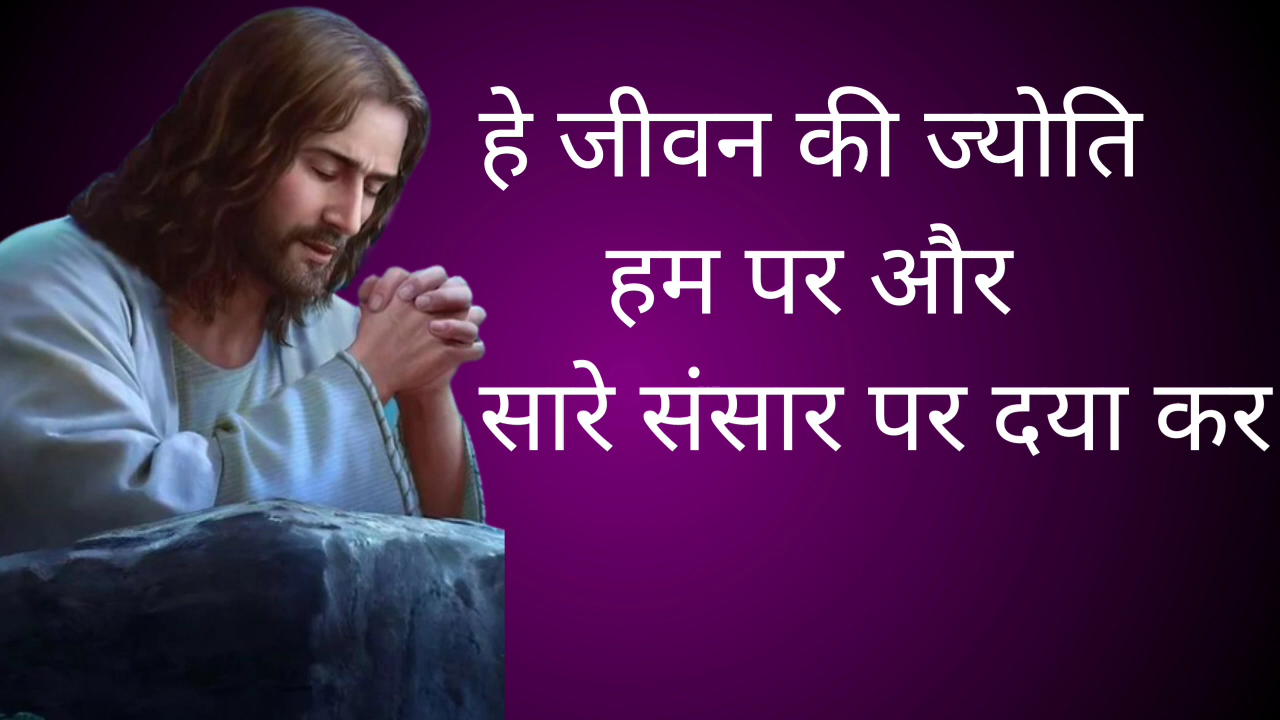 हे जीवन की ज्योति
हम पर और
सारे संसार पर दया कर